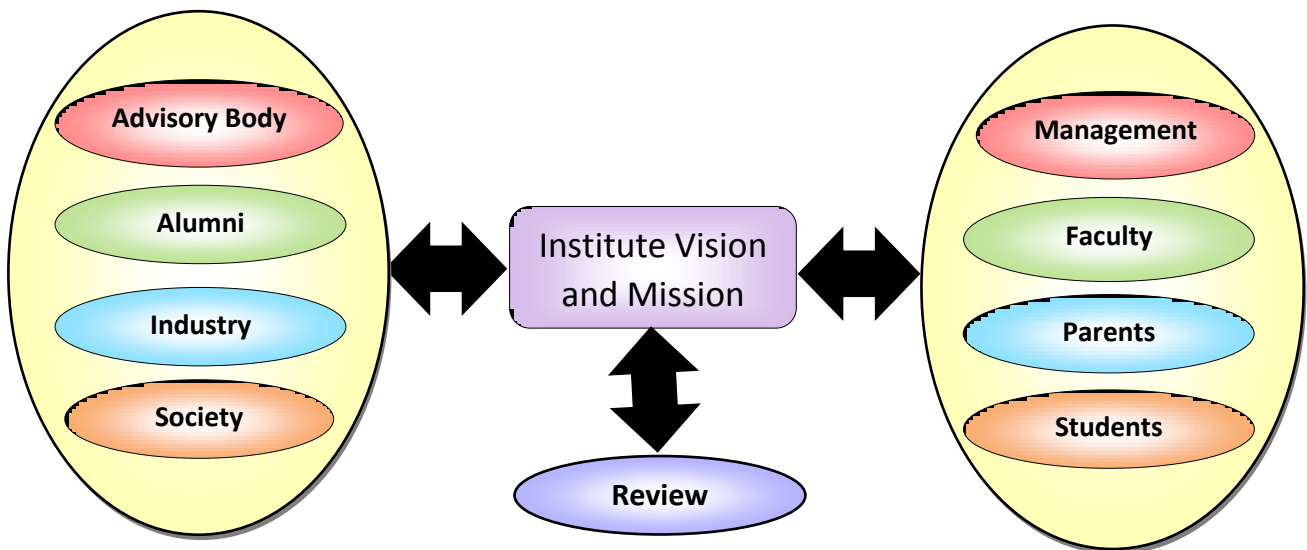 Advisory Body
Alumni
Industry
Society
Institute Vision
and Mission
Review
Management
Faculty
Parents
Students